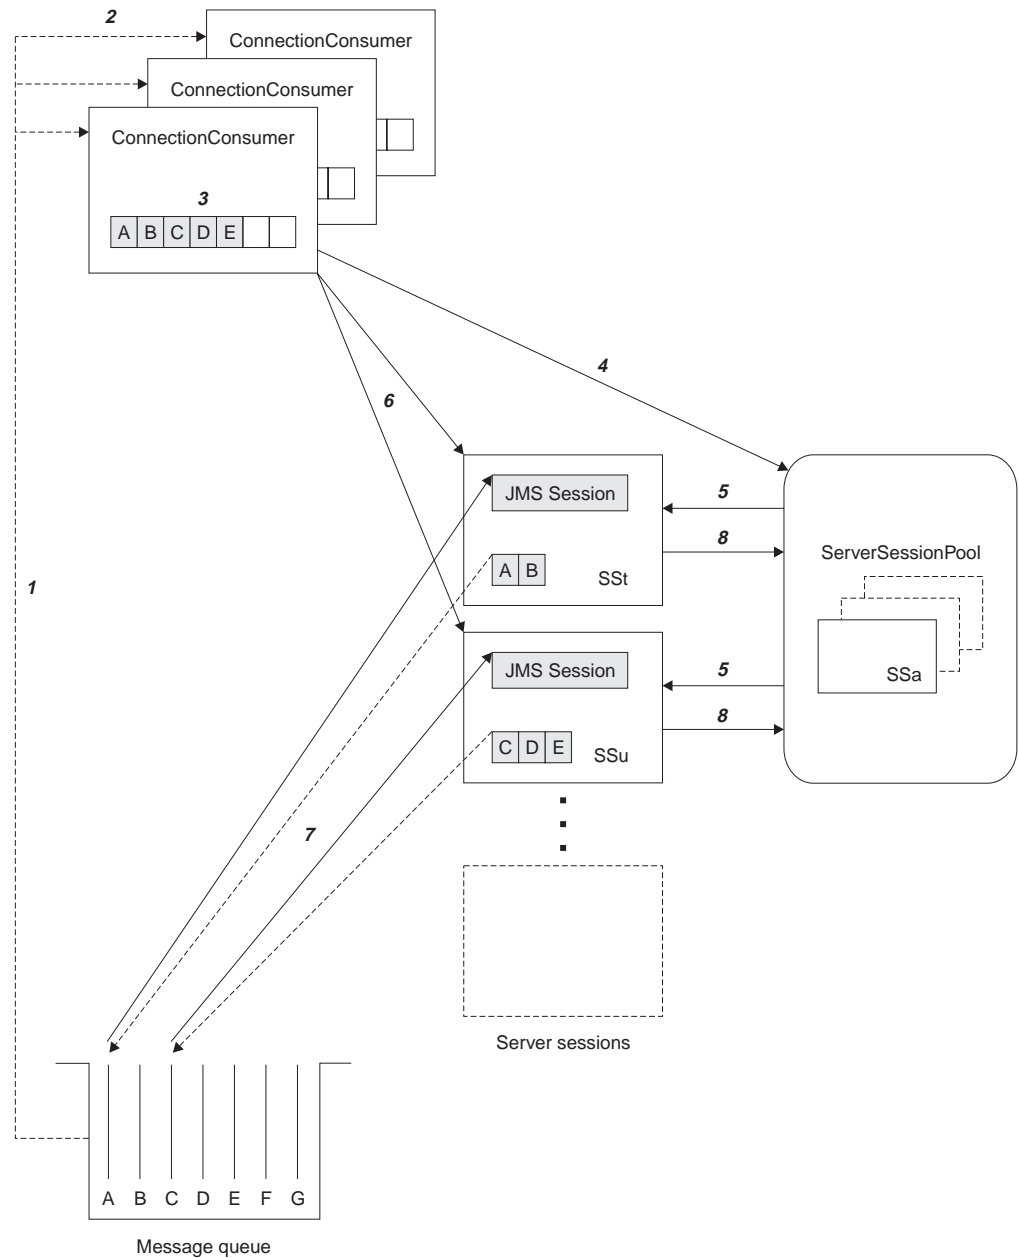 2
ConnectionConsumer
ConnectionConsumer
ConnectionConsumer
3
A B C D E
4
6
JMS Session
5
8
A B
SSt
ServerSessionPool
1
JMS Session
5
SSa
8
C D E
SSu
7
Server sessions
A B C D E F G
Message queue